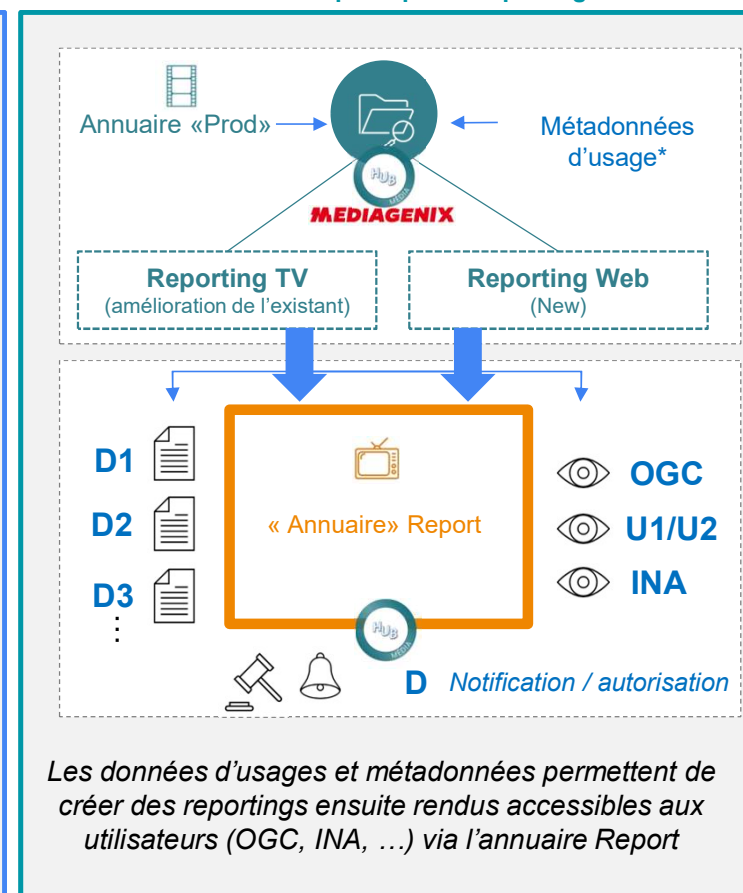 Annuaire «Prod»
Métadonnées
d’usage*
HUB
MÉDIA
MEDIAGENIX
Reporting TV
(amélioration de l’existant)
Reporting Web
(New)
D1
D2
D3
⋮
« Annuaire» Report
OGC
U1/U2
INA
HUB
MÉDIA
D Notification / autorisation
Les données d’usages et métadonnées permettent de
créer des reportings ensuite rendus accessibles aux
utilisateurs (OGC, INA, …) via l’annuaire Report